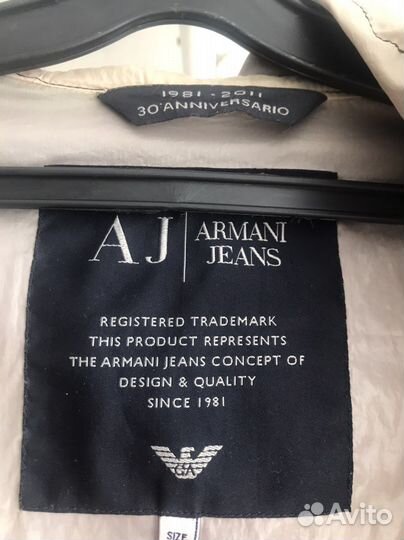 1981 - 2011
30°ANNIVERSARIO
AJ
ARMANI
JEANS
REGISTERED TRADEMARK
THIS PRODUCT REPRESENTS
THE ARMANI JEANS CONCEPT OF
DESIGN & QUALITY
SINCE 1981
GA
SIZE
Avito